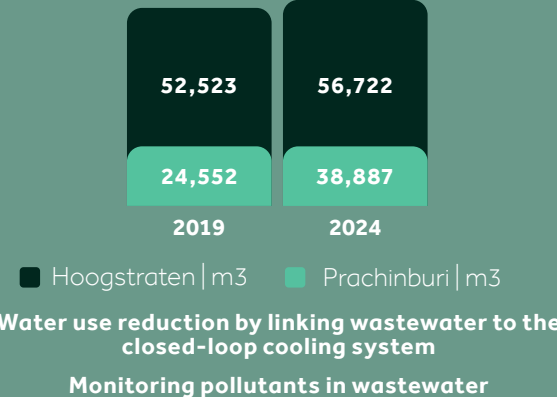 52,523 56,722
24,552 38,887
2019 2024
Hoogstraten | m3 Prachinburi | m3
Water use reduction by linking wastewater to the
closed-loop cooling system
Monitoring pollutants in wastewater